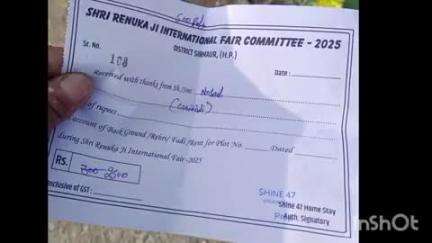 SHRI RENUKA JI INTERNATIONAL FAIR COMMITTEE - 2025
DISTRICT SIRMAUR, (H.P.)
Sr. No. 108
Date :
Received with thanks from Sh./Smt.
of rupees
Account of Back Ground /Rehri/ Fadi /Rent for Plot No. Dated
during Shri Renuka Ji International Fair-2025
Rs.
Inclusive of GST :
SHINE 47
Shine 47 Home Stay
Auth. Signatory
InShOt